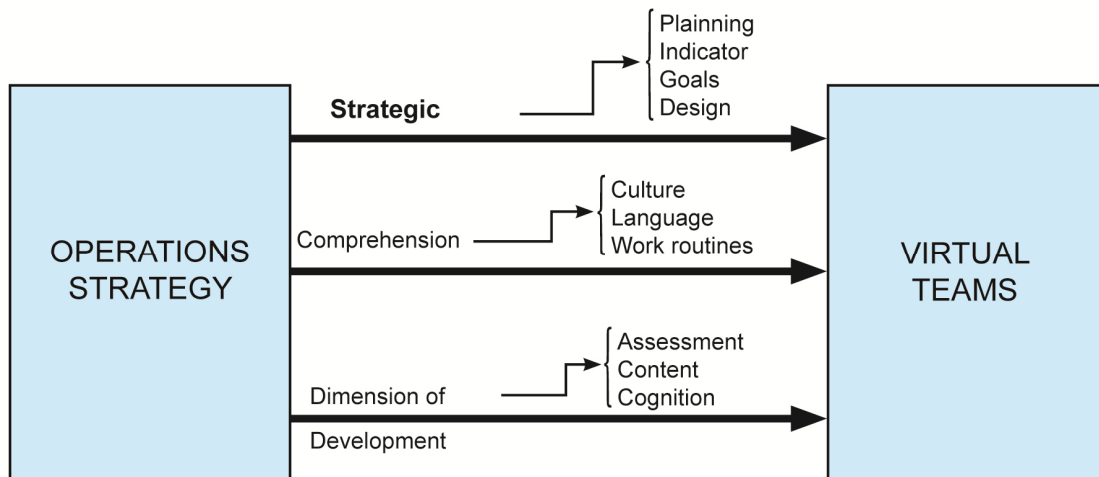 Plainning
Indicator
Goals
Design
Strategic
Culture
Language
Work routines
Comprehension
OPERATIONS
STRATEGY
VIRTUAL
TEAMS
Assessment
Content
Cognition
Dimension of
Development